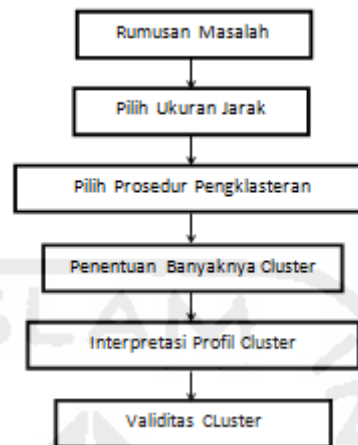 Rumusan Masalah
Pilih Ukuran Jarak
Pilih Prosedur Pengklasteran
Penentuan Banyaknya Cluster
Interpretasi Profil Cluster
Validitas CLuster